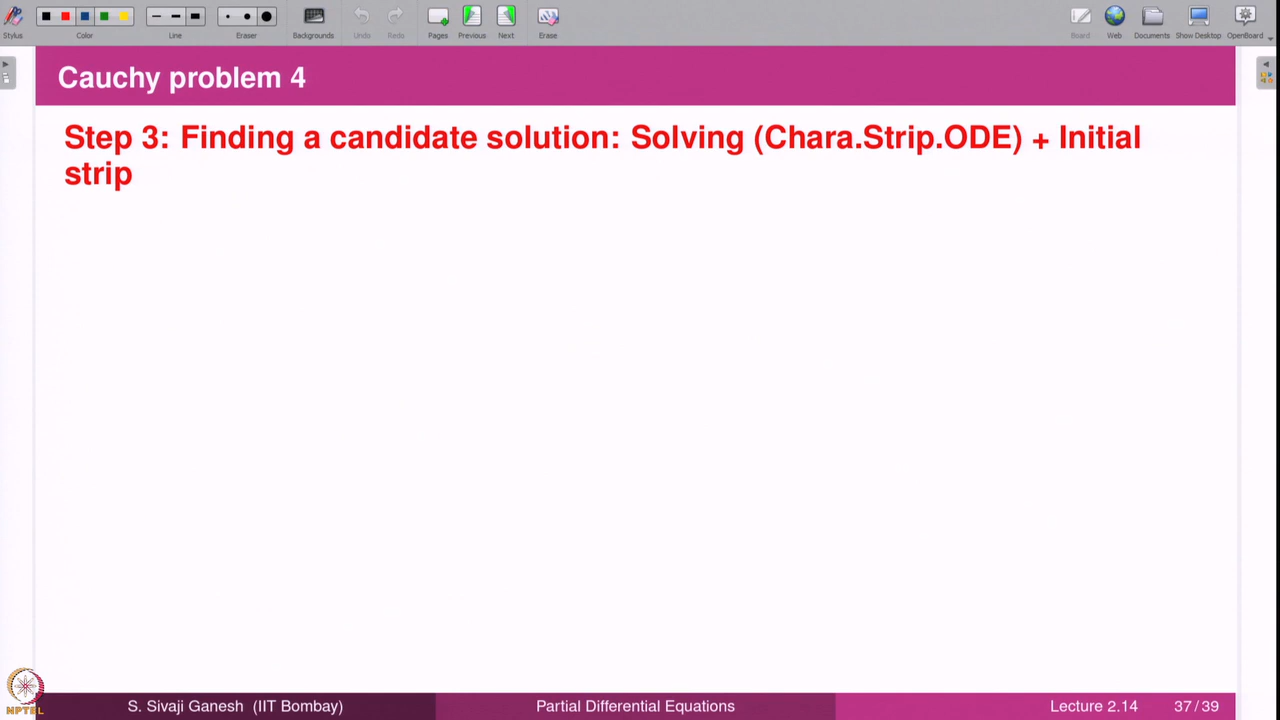 Stylus Color Line Eraser Backgrounds Undo Redo Pages Previous Next Erase Board Web Documents Show Desktop OpenBoard
Cauchy problem 4
Step 3: Finding a candidate solution: Solving (Chara.Strip.ODE) + Initial
strip
NPTEL
S. Sivaji Ganesh (IIT Bombay) Partial Differential Equations Lecture 2.14 37/39